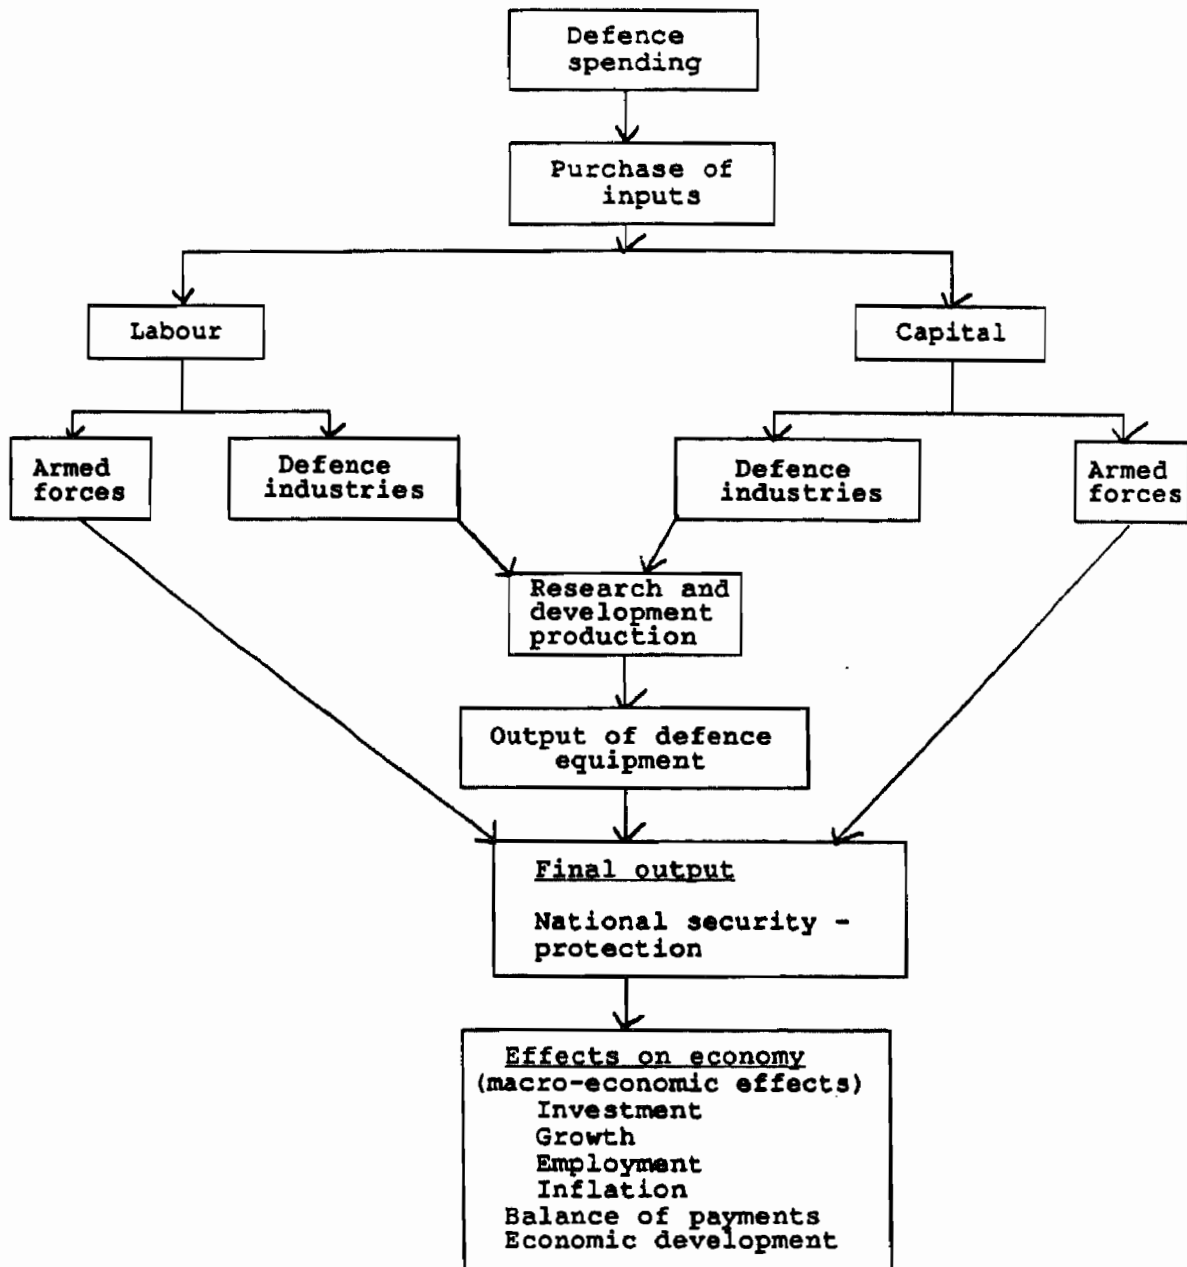 Defence
spending
Purchase of
inputs
Labour
Capital
Armed
forces
Defence
industries
Defence
industries
Armed
forces
Research and
development
production
Output of defence
equipment
Final output
National security -
protection
Effects on economy
(macro-economic effects)
Investment
Growth
Employment
Inflation
Balance of payments
Economic development